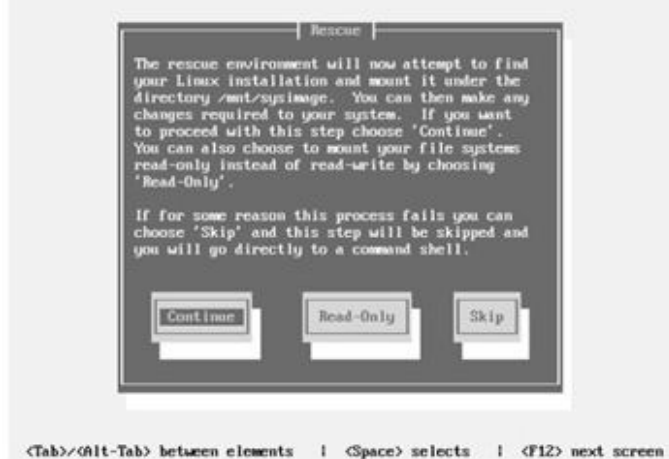 Rescue
The rescue environment will now attempt to find
your Linux installation and mount it under the
directory /mnt/sysimage.  You can then make any
changes required to your system.  If you want
to proceed with this step choose 'Continue'.
You can also choose to mount your file systems
read-only instead of read-write by choosing
'Read-Only'.
If for some reason this process fails you can
choose 'Skip' and this step will be skipped and
you will go directly to a command shell.
Continue Read-Only Skip
<Tab>/<Alt-Tab> between elements | <Space> selects | <F12> next screen